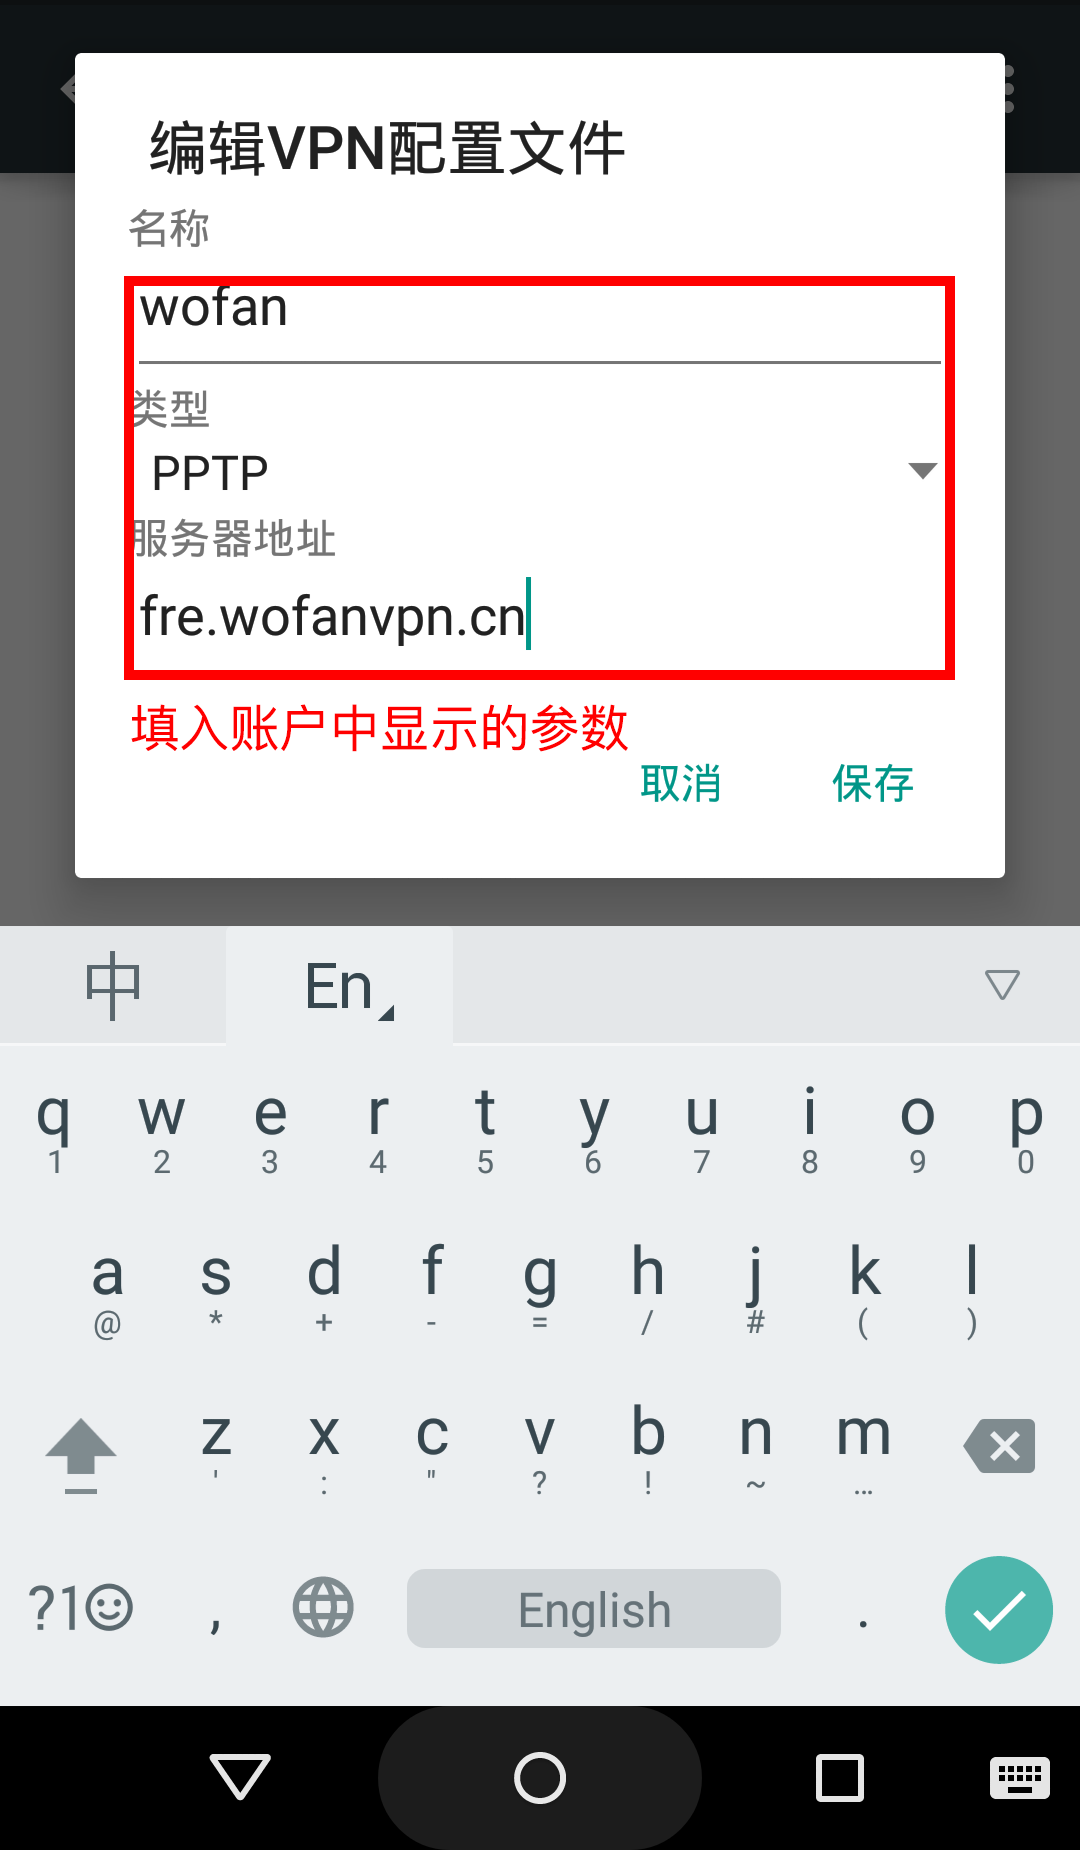 编辑VPN配置文件
名称
wofan
类型
PPTP
服务器地址
fre.wofanvpn.cn
填入账户中显示的参数
取消 保存
中 En
q w e r t y u i o p
1 2 3 4 5 6 7 8 9 0
a s d f g h j k l
@ * + - = / # ( )
z x c v b n m
' : " ? ! ~ …
?1☺ , English .